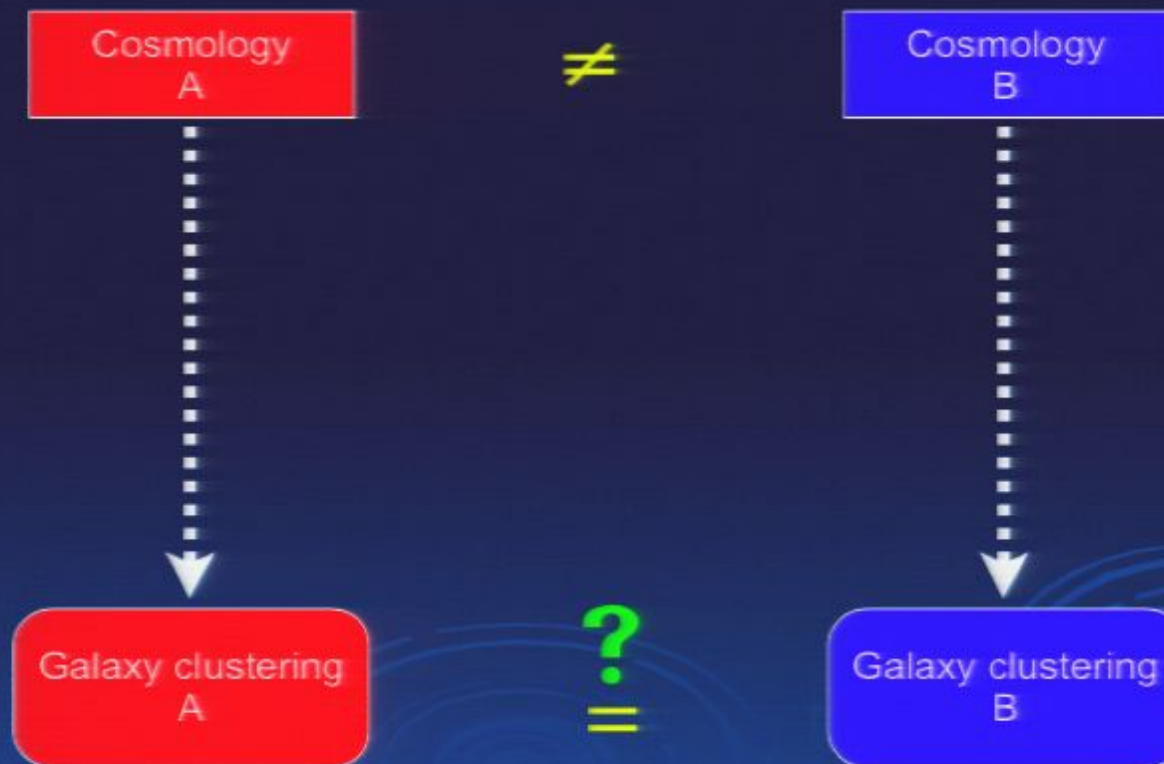 Cosmology
A
≠
Cosmology
B
Galaxy clustering
A
?
=
Galaxy clustering
B